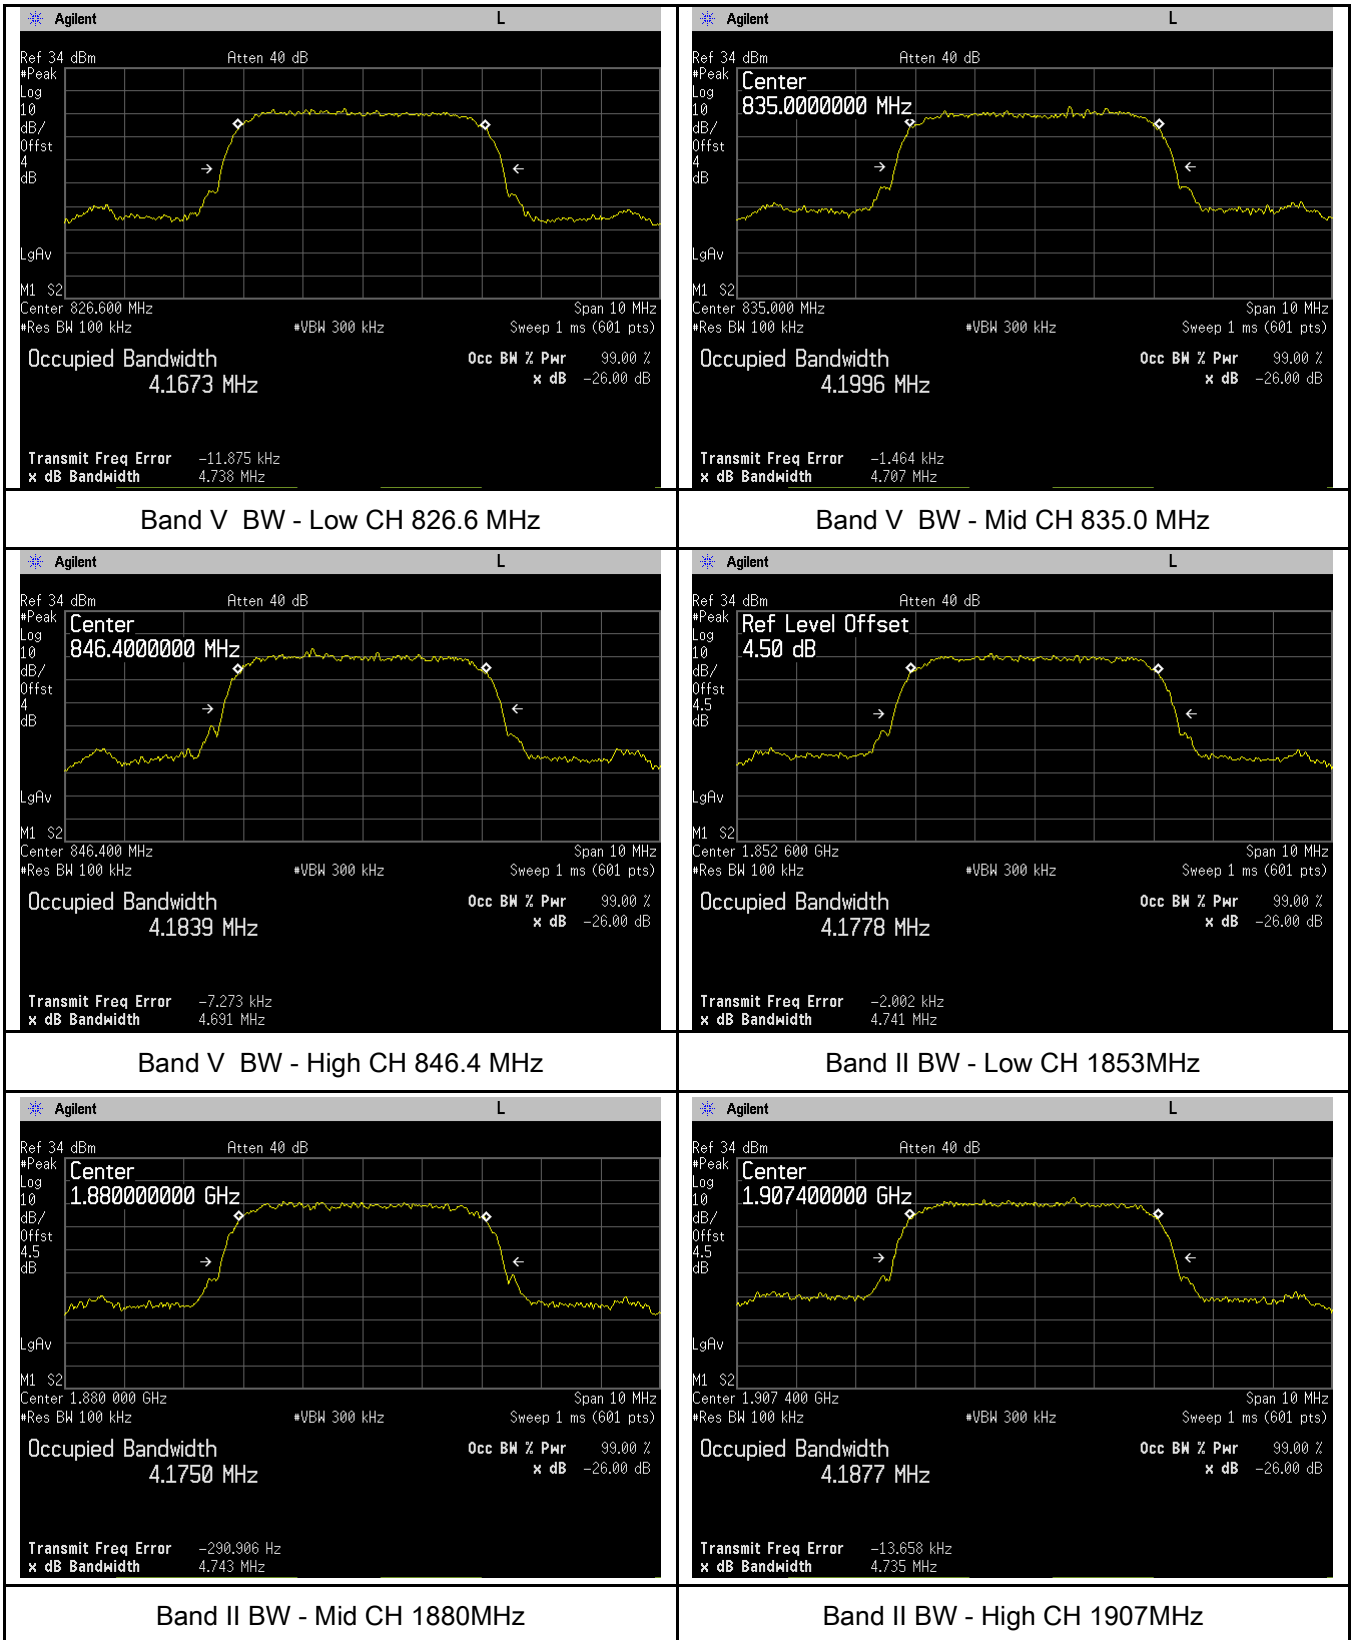 Agilent L
Ref 34 dBm Atten 40 dB
#Peak
Log
10
dB/
Offst
4
dB
LgAv
M1 S2
Center 826.600 MHz Span 10 MHz
#Res BW 100 kHz #VBW 300 kHz Sweep 1 ms (601 pts)
Occupied Bandwidth Occ BW % Pwr 99.00 %
4.1673 MHz x dB -26.00 dB
Transmit Freq Error -11.875 kHz
x dB Bandwidth 4.738 MHz
Band V BW - Low CH 826.6 MHz
Agilent L
Ref 34 dBm Atten 40 dB
#Peak
Log
10
dB/
Offst
4
dB
Center
835.0000000 MHz
LgAv
M1 S2
Center 835.000 MHz Span 10 MHz
#Res BW 100 kHz #VBW 300 kHz Sweep 1 ms (601 pts)
Occupied Bandwidth Occ BW % Pwr 99.00 %
4.1996 MHz x dB -26.00 dB
Transmit Freq Error -1.464 kHz
x dB Bandwidth 4.707 MHz
Band V BW - Mid CH 835.0 MHz
Agilent L
Ref 34 dBm Atten 40 dB
#Peak
Log
10
dB/
Offst
4
dB
Center
846.4000000 MHz
LgAv
M1 S2
Center 846.400 MHz Span 10 MHz
#Res BW 100 kHz #VBW 300 kHz Sweep 1 ms (601 pts)
Occupied Bandwidth Occ BW % Pwr 99.00 %
4.1839 MHz x dB -26.00 dB
Transmit Freq Error -7.273 kHz
x dB Bandwidth 4.691 MHz
Band V BW - High CH 846.4 MHz
Agilent L
Ref 34 dBm Atten 40 dB
#Peak
Log
10
dB/
Offst
4.5
dB
Ref Level Offset
4.50 dB
LgAv
M1 S2
Center 1.852 600 GHz Span 10 MHz
#Res BW 100 kHz #VBW 300 kHz Sweep 1 ms (601 pts)
Occupied Bandwidth Occ BW % Pwr 99.00 %
4.1778 MHz x dB -26.00 dB
Transmit Freq Error -2.002 kHz
x dB Bandwidth 4.741 MHz
Band II BW - Low CH 1853MHz
Agilent L
Ref 34 dBm Atten 40 dB
#Peak
Log
10
dB/
Offst
4.5
dB
Center
1.880000000 GHz
LgAv
M1 S2
Center 1.880 000 GHz Span 10 MHz
#Res BW 100 kHz #VBW 300 kHz Sweep 1 ms (601 pts)
Occupied Bandwidth Occ BW % Pwr 99.00 %
4.1750 MHz x dB -26.00 dB
Transmit Freq Error -290.906 Hz
x dB Bandwidth 4.743 MHz
Band II BW - Mid CH 1880MHz
Agilent L
Ref 34 dBm Atten 40 dB
#Peak
Log
10
dB/
Offst
4.5
dB
Center
1.907400000 GHz
LgAv
M1 S2
Center 1.907 400 GHz Span 10 MHz
#Res BW 100 kHz #VBW 300 kHz Sweep 1 ms (601 pts)
Occupied Bandwidth Occ BW % Pwr 99.00 %
4.1877 MHz x dB -26.00 dB
Transmit Freq Error -13.658 kHz
x dB Bandwidth 4.735 MHz
Band II BW - High CH 1907MHz